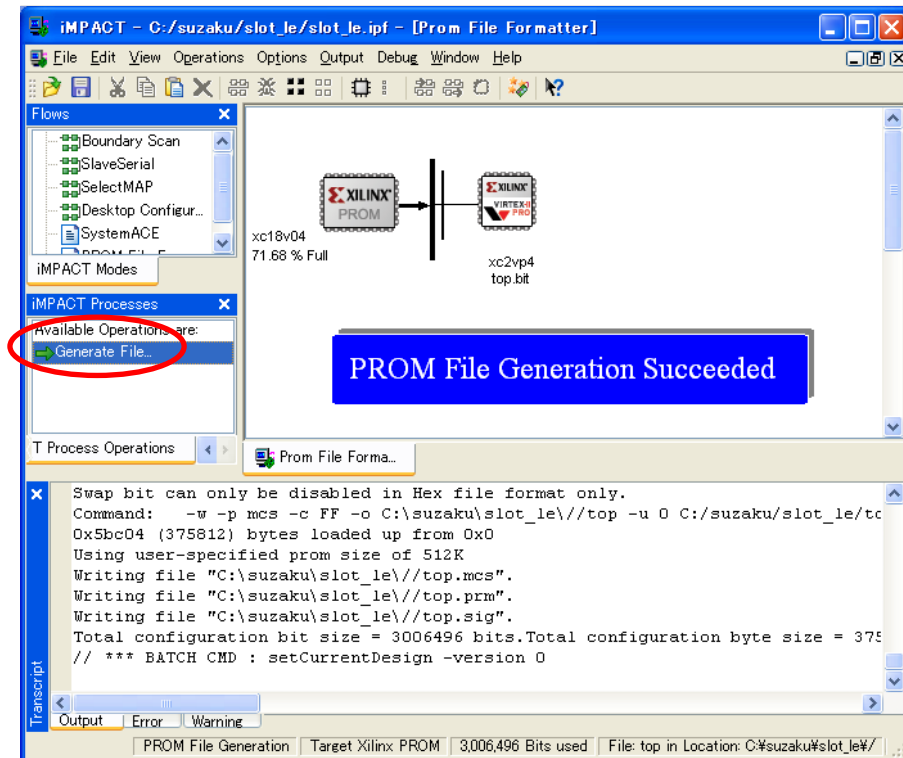 iMPACT - C:/suzaku/slot_le/slot_le.ipf - [Prom File Formatter]
File Edit View Operations Options Output Debug Window Help
Flows
Boundary Scan
SlaveSerial
SelectMAP
Desktop Configur...
SystemACE
iMPACT Modes
iMPACT Processes
Available Operations are:
Generate File...
T Process Operations
XILINX
PROM
xc18v04
71.68 % Full
XILINX
VIRTEX-II
PRO
xc2vp4
top.bit
PROM File Generation Succeeded
Prom File Forma...
Swap bit can only be disabled in Hex file format only.
Command: -w -p mcs -c FF -o C:\suzaku\slot_le\//top -u 0 C:/suzaku/slot_le/to
0x5bc04 (375812) bytes loaded up from 0x0
Using user-specified prom size of 512K
Writing file "C:\suzaku\slot_le\//top.mcs".
Writing file "C:\suzaku\slot_le\//top.prm".
Writing file "C:\suzaku\slot_le\//top.sig".
Total configuration bit size = 3006496 bits.Total configuration byte size = 375
// *** BATCH CMD : setCurrentDesign -version 0
Transcript
Output Error Warning
PROM File Generation Target Xilinx PROM 3,006,496 Bits used File: top in Location: C:¥suzaku¥slot_le¥/